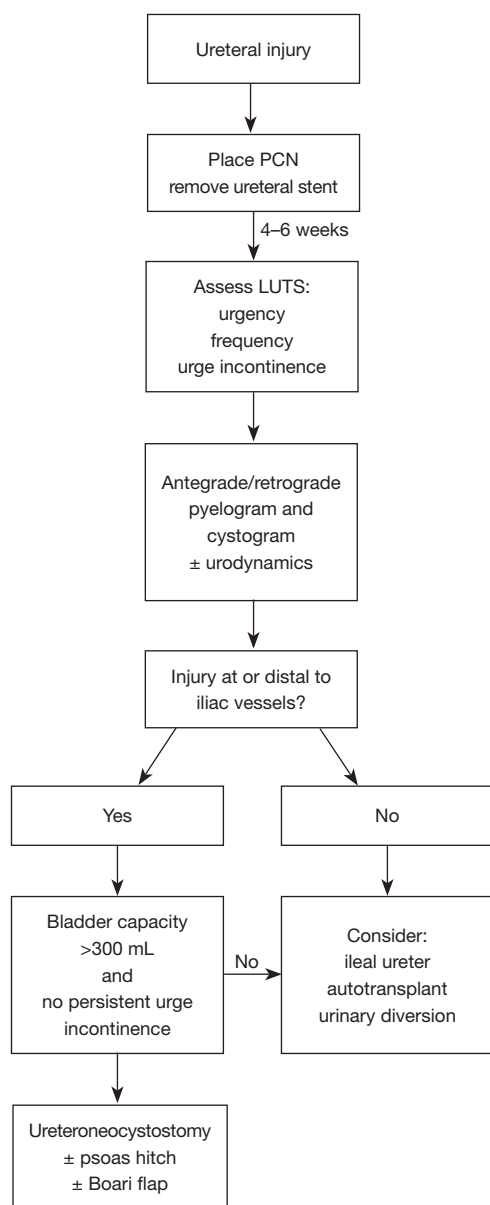 Ureteral injury
Place PCN
remove ureteral stent
4–6 weeks
Assess LUTS:
urgency
frequency
urge incontinence
Antegrade/retrograde
pyelogram and
cystogram
± urodynamics
Injury at or distal to
iliac vessels?
Yes
No
Bladder capacity
>300 mL
and
no persistent urge
incontinence
No
Consider:
ileal ureter
autotransplant
urinary diversion
Ureteroneocystostomy
± psoas hitch
± Boari flap